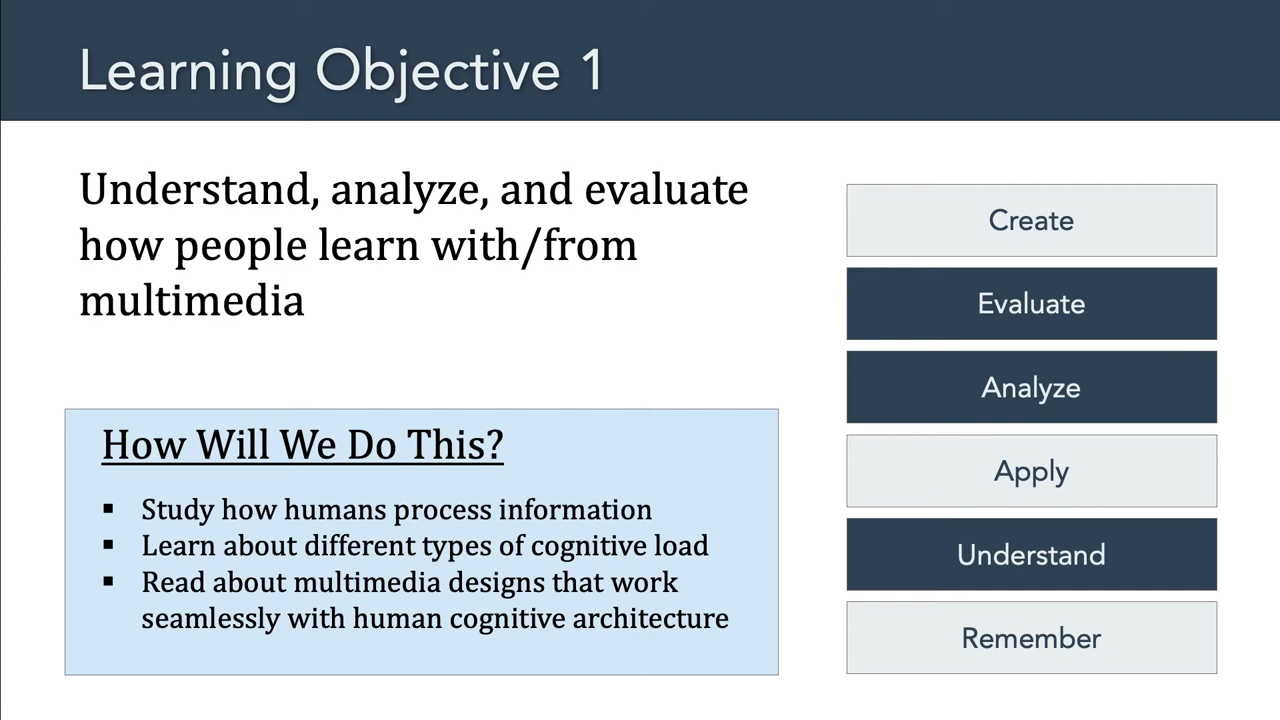 Learning Objective 1
Understand, analyze, and evaluate
how people learn with/from
multimedia
How Will We Do This?
▪ Study how humans process information
▪ Learn about different types of cognitive load
▪ Read about multimedia designs that work
seamlessly with human cognitive architecture
Create
Evaluate
Analyze
Apply
Understand
Remember